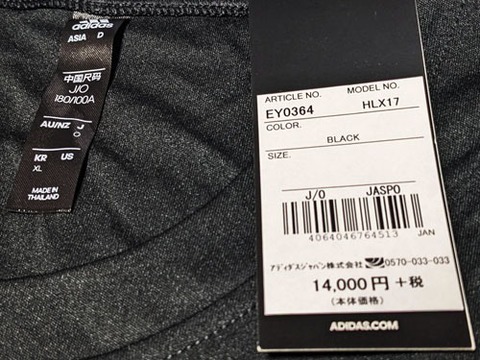 adidas
ASIA D
中国尺码
J/O
180/100A
AU/NZ J
O
KR US
XL
MADE IN
THAILAND
ARTICLE NO. MODEL NO.
EY0364 HLX17
COLOR.
BLACK
SIZE.
J/O JASPO
4064046764513 JAN
アディダスジャパン株式会社 0570-033-033
14,000円 +税
(本体価格)
ADIDAS.COM